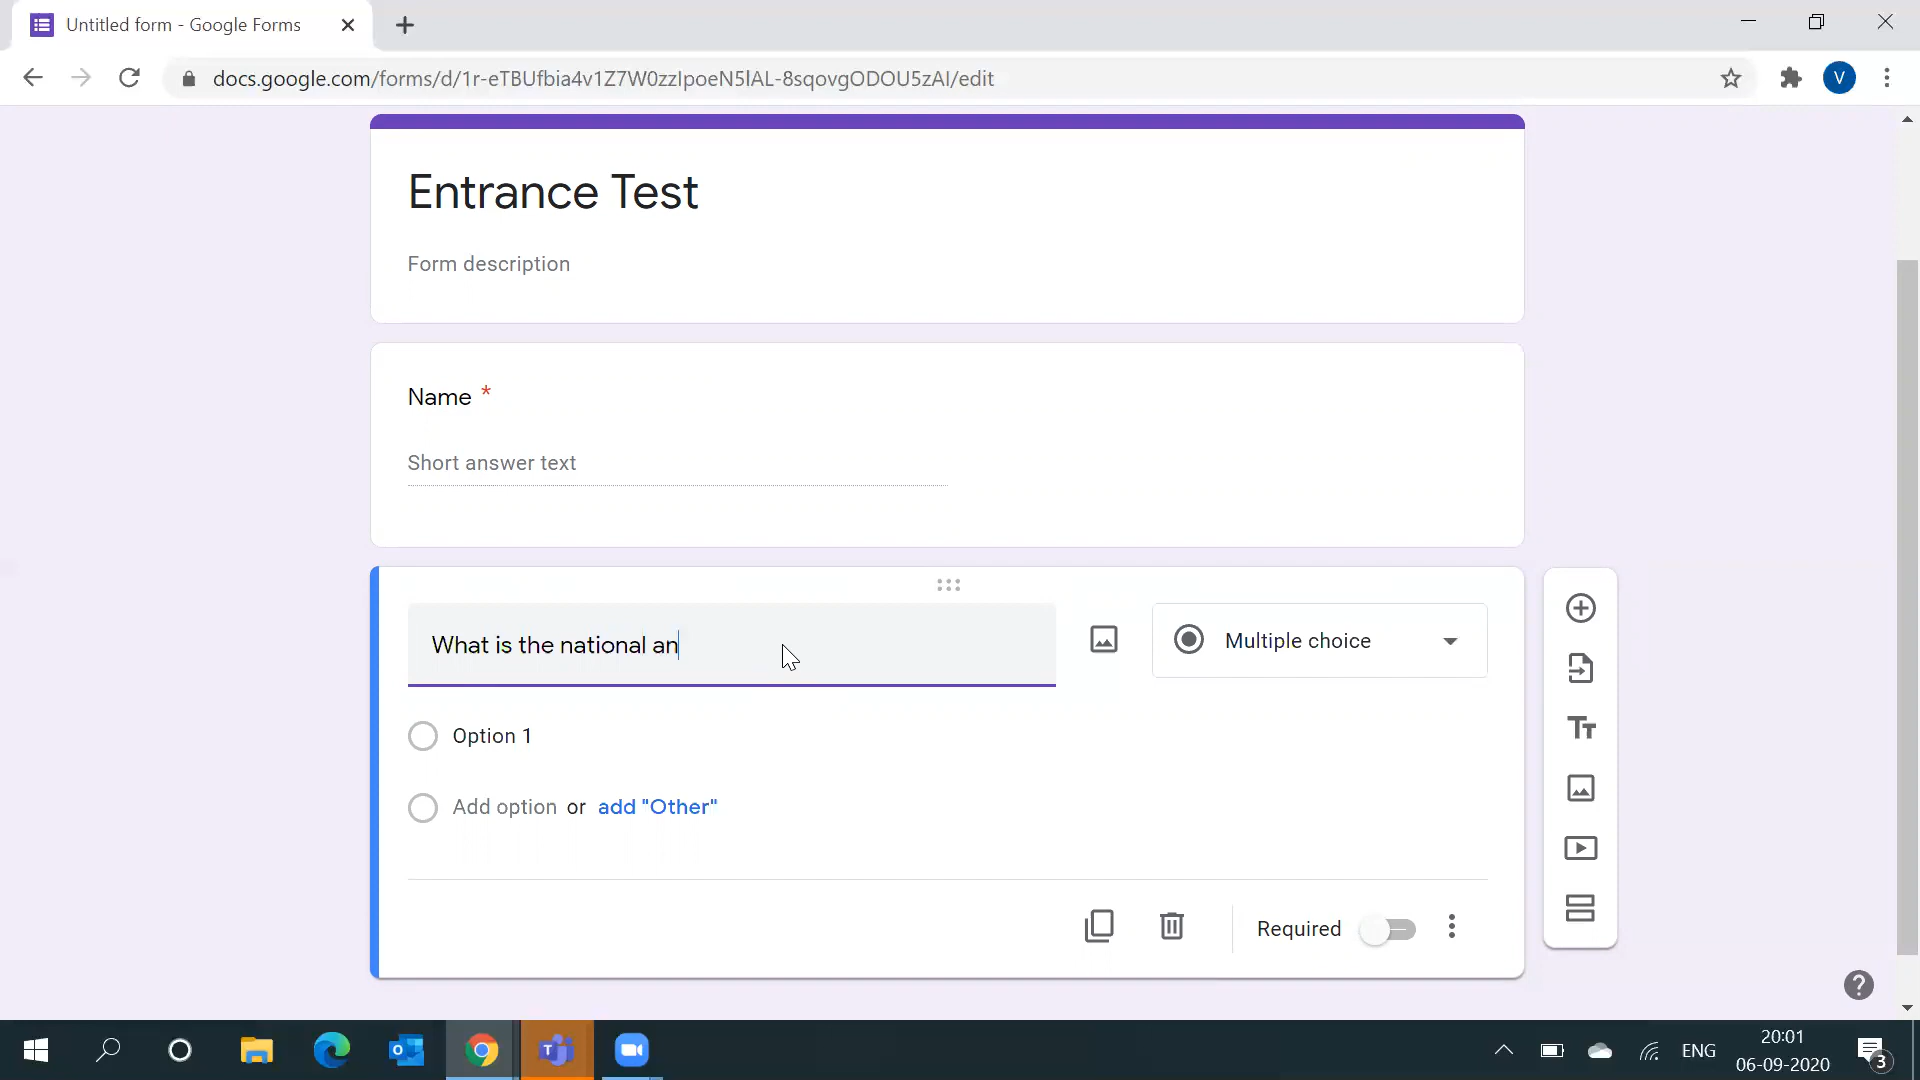 Untitled form - Google Forms
docs.google.com/forms/d/1r-eTBUfbia4v1Z7W0zzIpoeN5lAL-8sqovgODOU5zAI/edit
V
Entrance Test
Form description
Name *
Short answer text
What is the national an
Multiple choice
Option 1
Add option or add "Other"
Required
ENG
20:01
06-09-2020
3